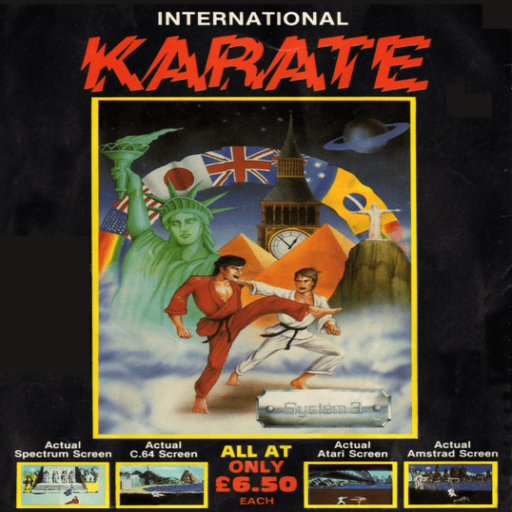 INTERNATIONAL
KARATE
System 3
Actual
Spectrum Screen
Actual
C.64 Screen
ALL AT
ONLY
£6.50
EACH
Actual
Atari Screen
Actual
Amstrad Screen